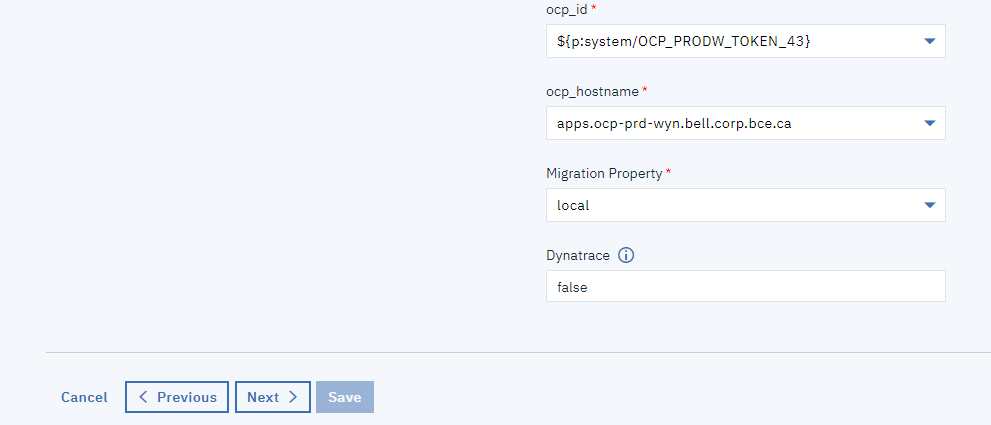 ocp_id *
${p:system/OCP_PRODW_TOKEN_43}
ocp_hostname *
apps.ocp-prd-wyn.bell.corp.bce.ca
Migration Property *
local
Dynatrace
false
Cancel
Previous
Next
Save